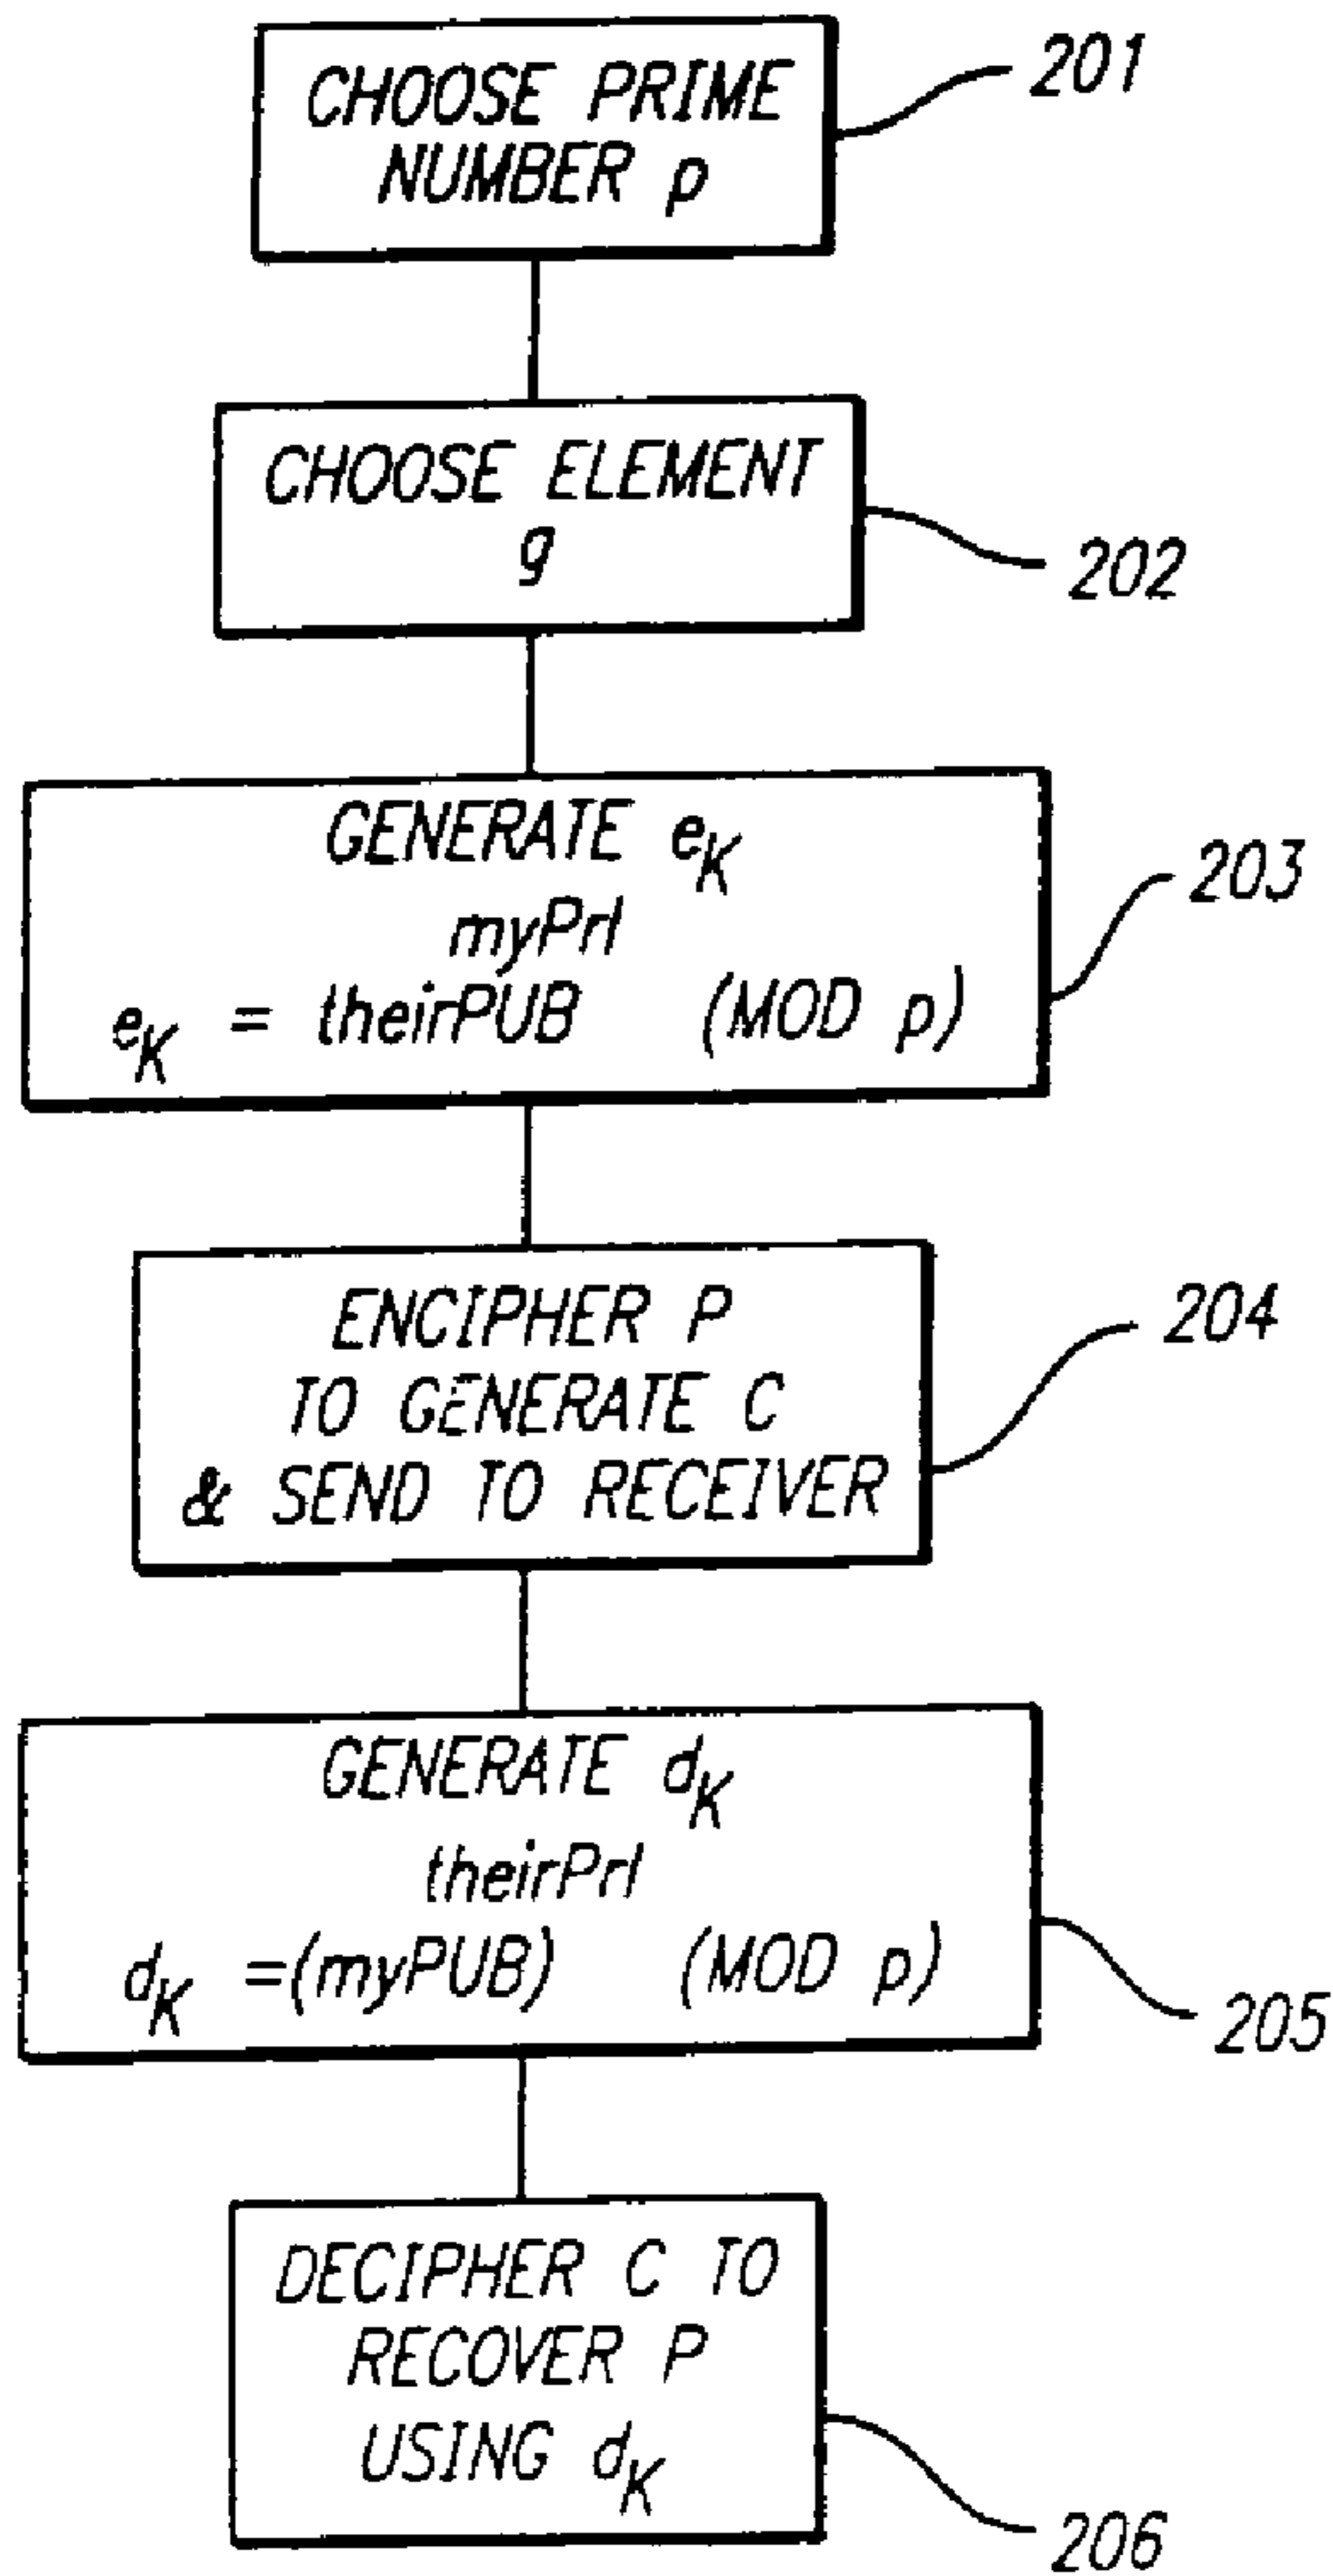 CHOOSE PRIME
NUMBER p
201
CHOOSE ELEMENT
g
202
GENERATE eK
myPrI
eK = theirPUB (MOD p)
203
ENCIPHER P
TO GENERATE C
& SEND TO RECEIVER
204
GENERATE dK
theirPrI
dK =(myPUB) (MOD p)
205
DECIPHER C TO
RECOVER P
USING dK
206